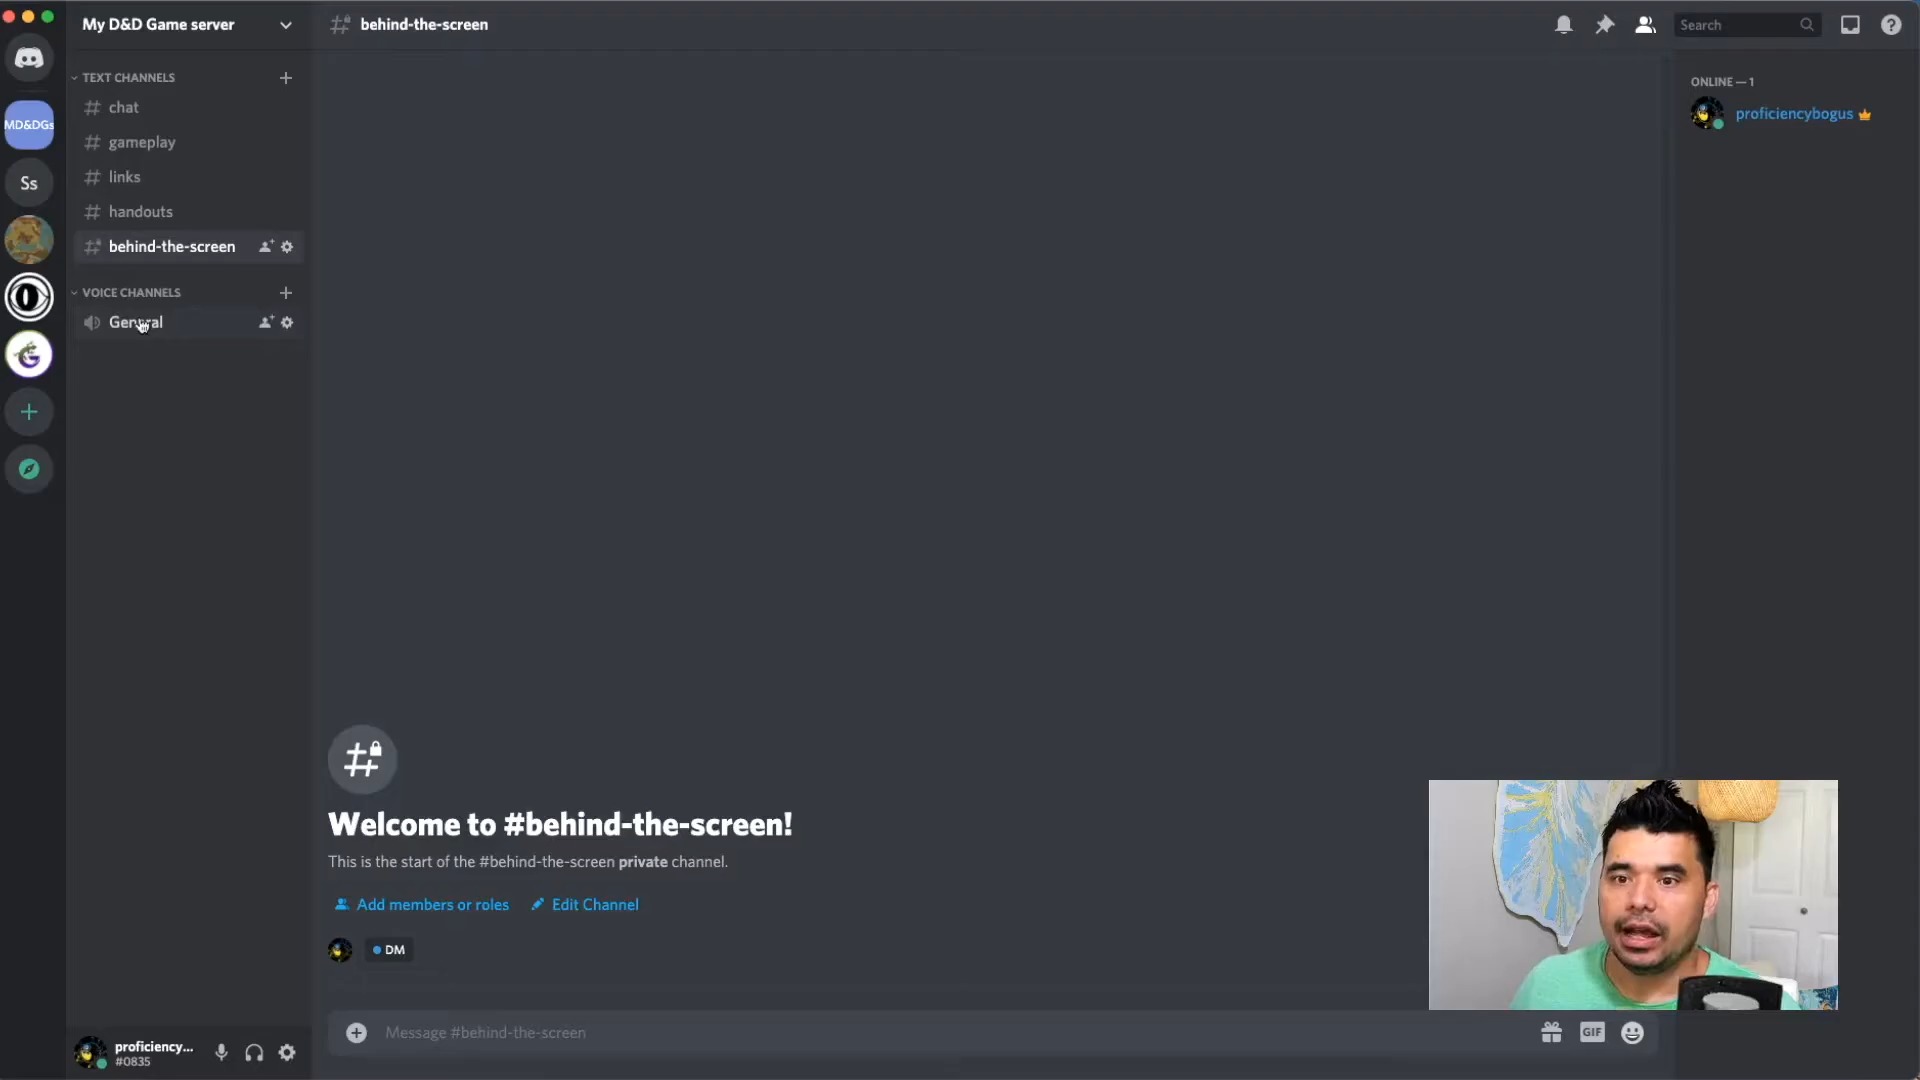 My D&D Game server
behind-the-screen
Search
TEXT CHANNELS
chat
gameplay
links
handouts
behind-the-screen
VOICE CHANNELS
General
MD&DGs
Ss
ONLINE — 1
proficiencybogus
Welcome to #behind-the-screen!
This is the start of the #behind-the-screen private channel.
Add members or roles
Edit Channel
DM
Message #behind-the-screen
GIF
proficiency...
#0835